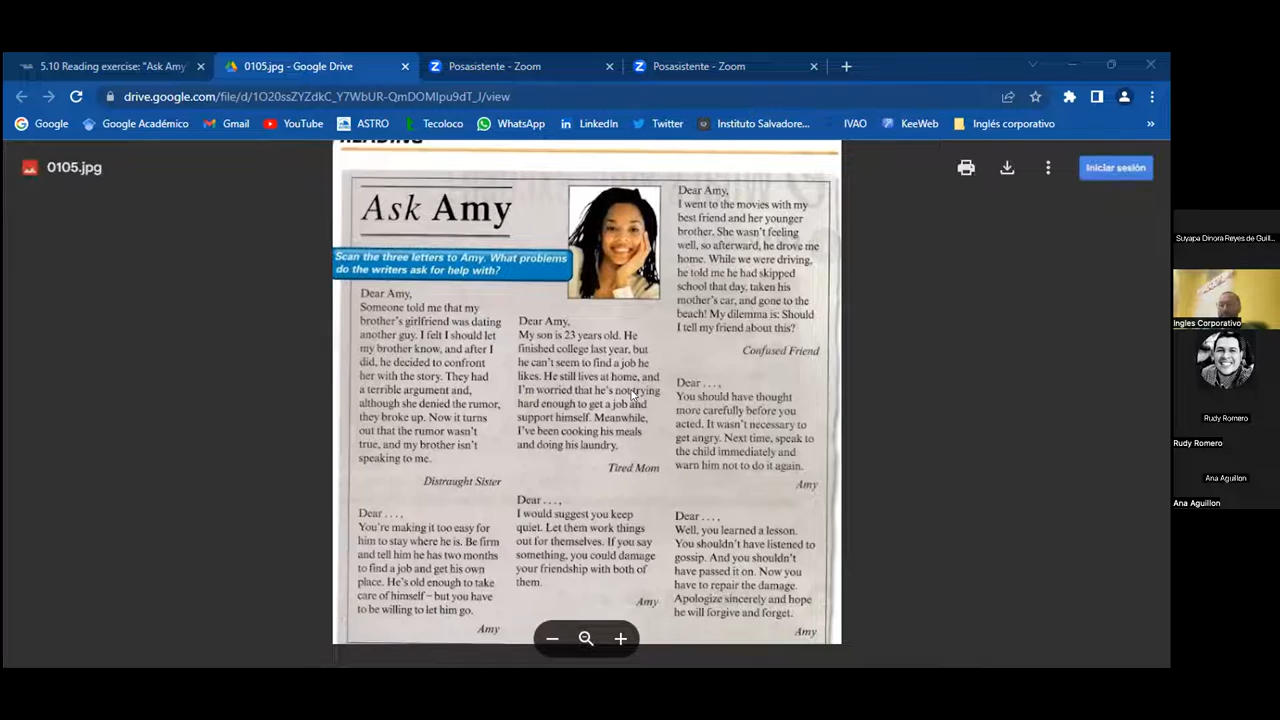 5.10 Reading exercise: "Ask Amy"
0105.jpg - Google Drive
Posasistente - Zoom
Posasistente - Zoom
drive.google.com/file/d/1O20ssZYZdkC_Y7WbUR-QmDOMIpu9dT_J/view
Google
Google Académico
Gmail
YouTube
ASTRO
Tecoloco
WhatsApp
LinkedIn
Twitter
Instituto Salvadore...
IVAO
KeeWeb
Inglés corporativo
0105.jpg
Iniciar sesión
READING
Ask Amy
Scan the three letters to Amy. What problems
do the writers ask for help with?
Dear Amy,
Someone told me that my
brother's girlfriend was dating
another guy. I felt I should let
my brother know, and after I
did, he decided to confront
her with the story. They had
a terrible argument and,
although she denied the rumor,
they broke up. Now it turns
out that the rumor wasn't
true, and my brother isn't
speaking to me.
Distraught Sister
Dear Amy,
My son is 23 years old. He
finished college last year, but
he can't seem to find a job he
likes. He still lives at home, and
I'm worried that he's not trying
hard enough to get a job and
support himself. Meanwhile,
I've been cooking his meals
and doing his laundry.
Tired Mom
Dear Amy,
I went to the movies with my
best friend and her younger
brother. She wasn't feeling
well, so afterward, he drove me
home. While we were driving,
he told me he had skipped
school that day, taken his
mother's car, and gone to the
beach! My dilemma is: Should
I tell my friend about this?
Confused Friend
Dear . . . ,
You should have thought
more carefully before you
acted. It wasn't necessary to
get angry. Next time, speak to
the child immediately and
warn him not to do it again.
Amy
Dear . . . ,
You're making it too easy for
him to stay where he is. Be firm
and tell him he has two months
to find a job and get his own
place. He's old enough to take
care of himself – but you have
to be willing to let him go.
Amy
Dear . . . ,
I would suggest you keep
quiet. Let them work things
out for themselves. If you say
something, you could damage
your friendship with both of
them.
Amy
Dear . . . ,
Well, you learned a lesson.
You shouldn't have listened to
gossip. And you shouldn't
have passed it on. Now you
have to repair the damage.
Apologize sincerely and hope
he will forgive and forget.
Amy
Suyapa Dinora Reyes de Guill...
Ingles Corporativo
Rudy Romero
Rudy Romero
Ana Aguillon
Ana Aguillon